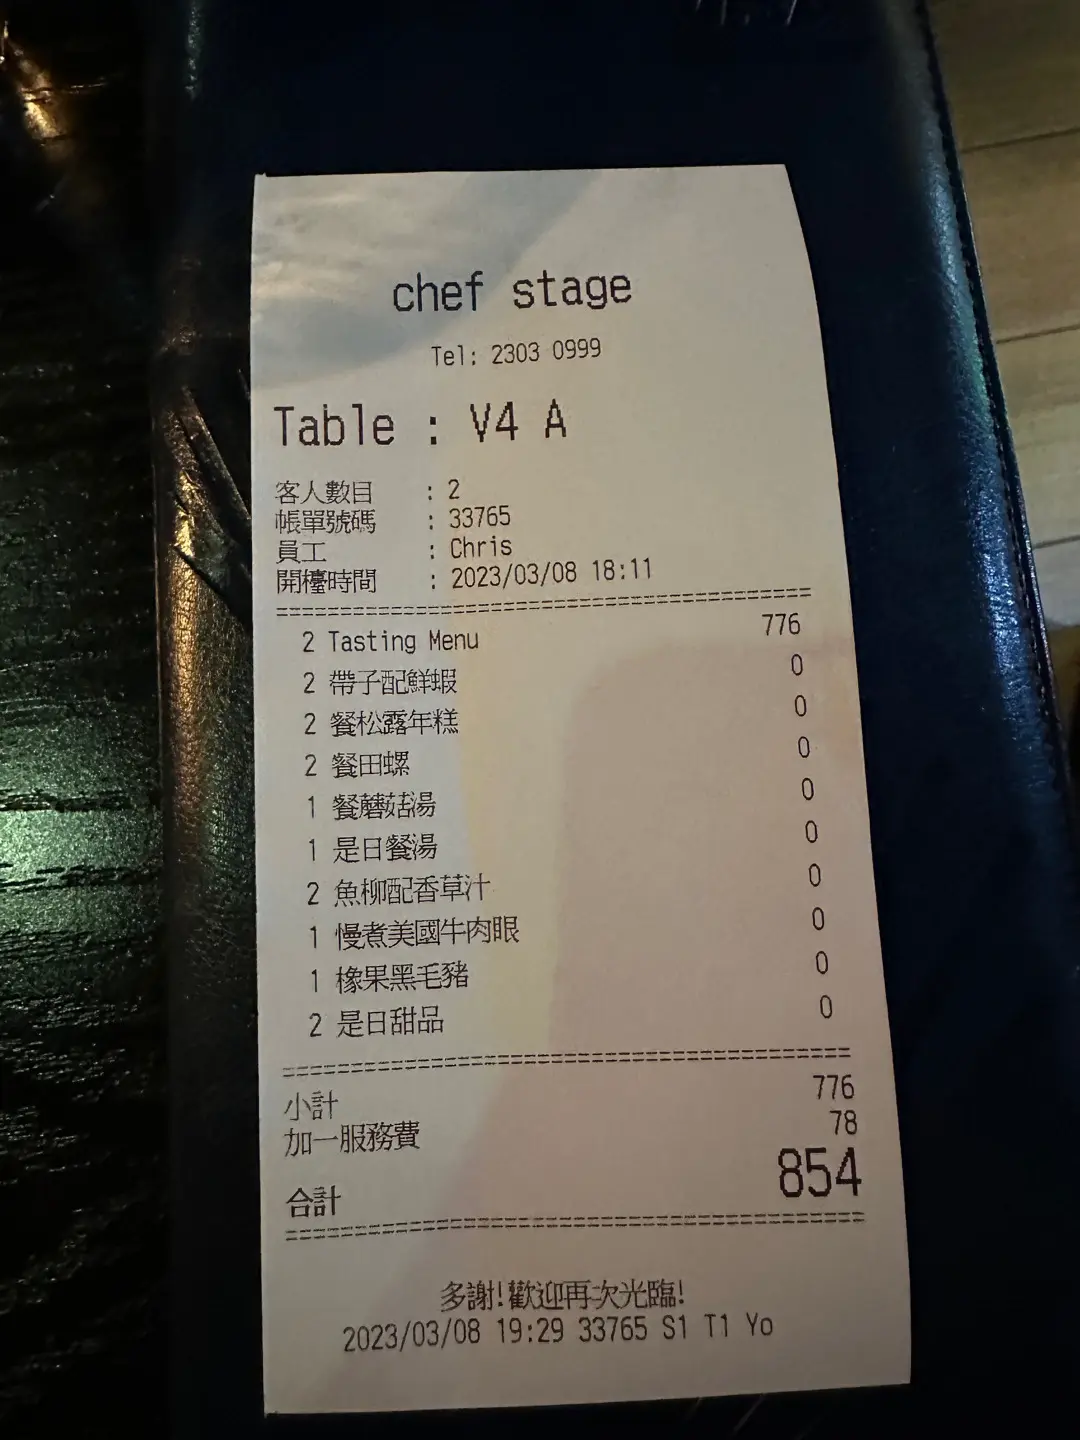 chef stage
Tel: 2303 0999
Table : V4 A
客人數目 : 2
帳單號碼 : 33765
員工 : Chris
開檯時間 : 2023/03/08 18:11
2 Tasting Menu 776
2 帶子配鮮蝦 0
2 餐松露年糕 0
2 餐田螺 0
1 餐蘑菇湯 0
1 是日餐湯 0
2 魚柳配香草汁 0
1 慢煮美國牛肉眼 0
1 橡果黑毛豬 0
2 是日甜品 0
小計 776
加一服務費 78
合計 854
多謝!歡迎再次光臨!
2023/03/08 19:29 33765 S1 T1 Yo